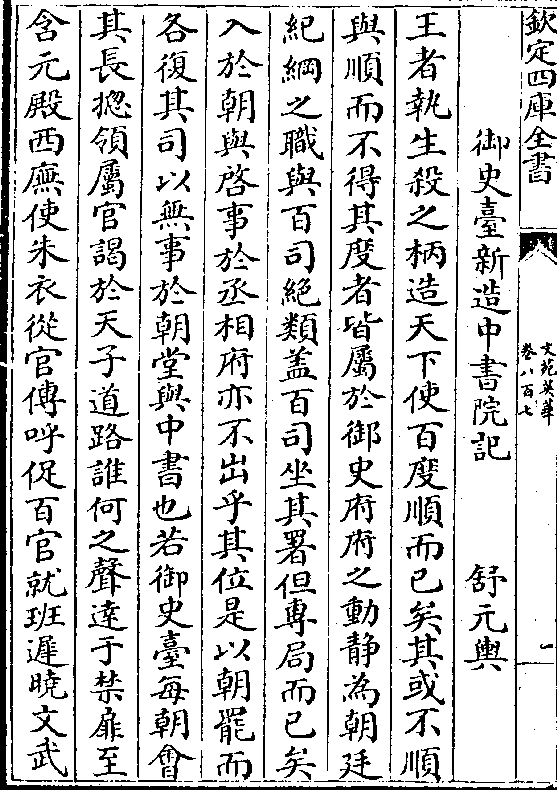 欽定四庫全書
文苑英華
卷八百七
一
御史臺新造中書院記
舒元輿
王者執生殺之柄造天下使百度順而已矣其或不順
與順而不得其度者皆屬於御史府府之動静為朝廷
紀綱之職與百司絕類蓋百司坐其署但專局而已矣
入於朝與啓事於丞相府亦不出乎其位是以朝罷而
各復其司以無事於朝堂與中書也若御史臺每朝會
其長揔領屬官謁於天子道路誰何之聲達于禁扉至
含元殿西廡使朱衣從官傳呼促百官就班遲曉文武